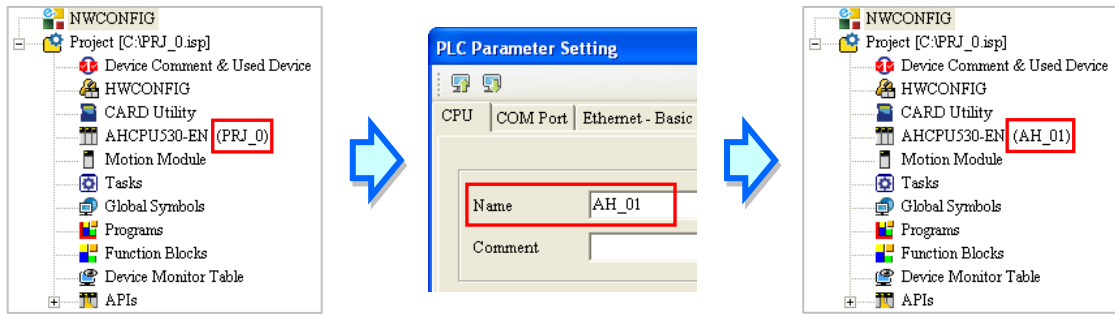 NWCONFIG
Project [C:\PRJ_0.isp]
Device Comment & Used Device
HWCONFIG
CARD Utility
AHCPU530-EN (PRJ_0)
Motion Module
Tasks
Global Symbols
Programs
Function Blocks
Device Monitor Table
APIs
PLC Parameter Setting
CPU COM Port Ethernet - Basic
Name AH_01
Comment
NWCONFIG
Project [C:\PRJ_0.isp]
Device Comment & Used Device
HWCONFIG
CARD Utility
AHCPU530-EN (AH_01)
Motion Module
Tasks
Global Symbols
Programs
Function Blocks
Device Monitor Table
APIs